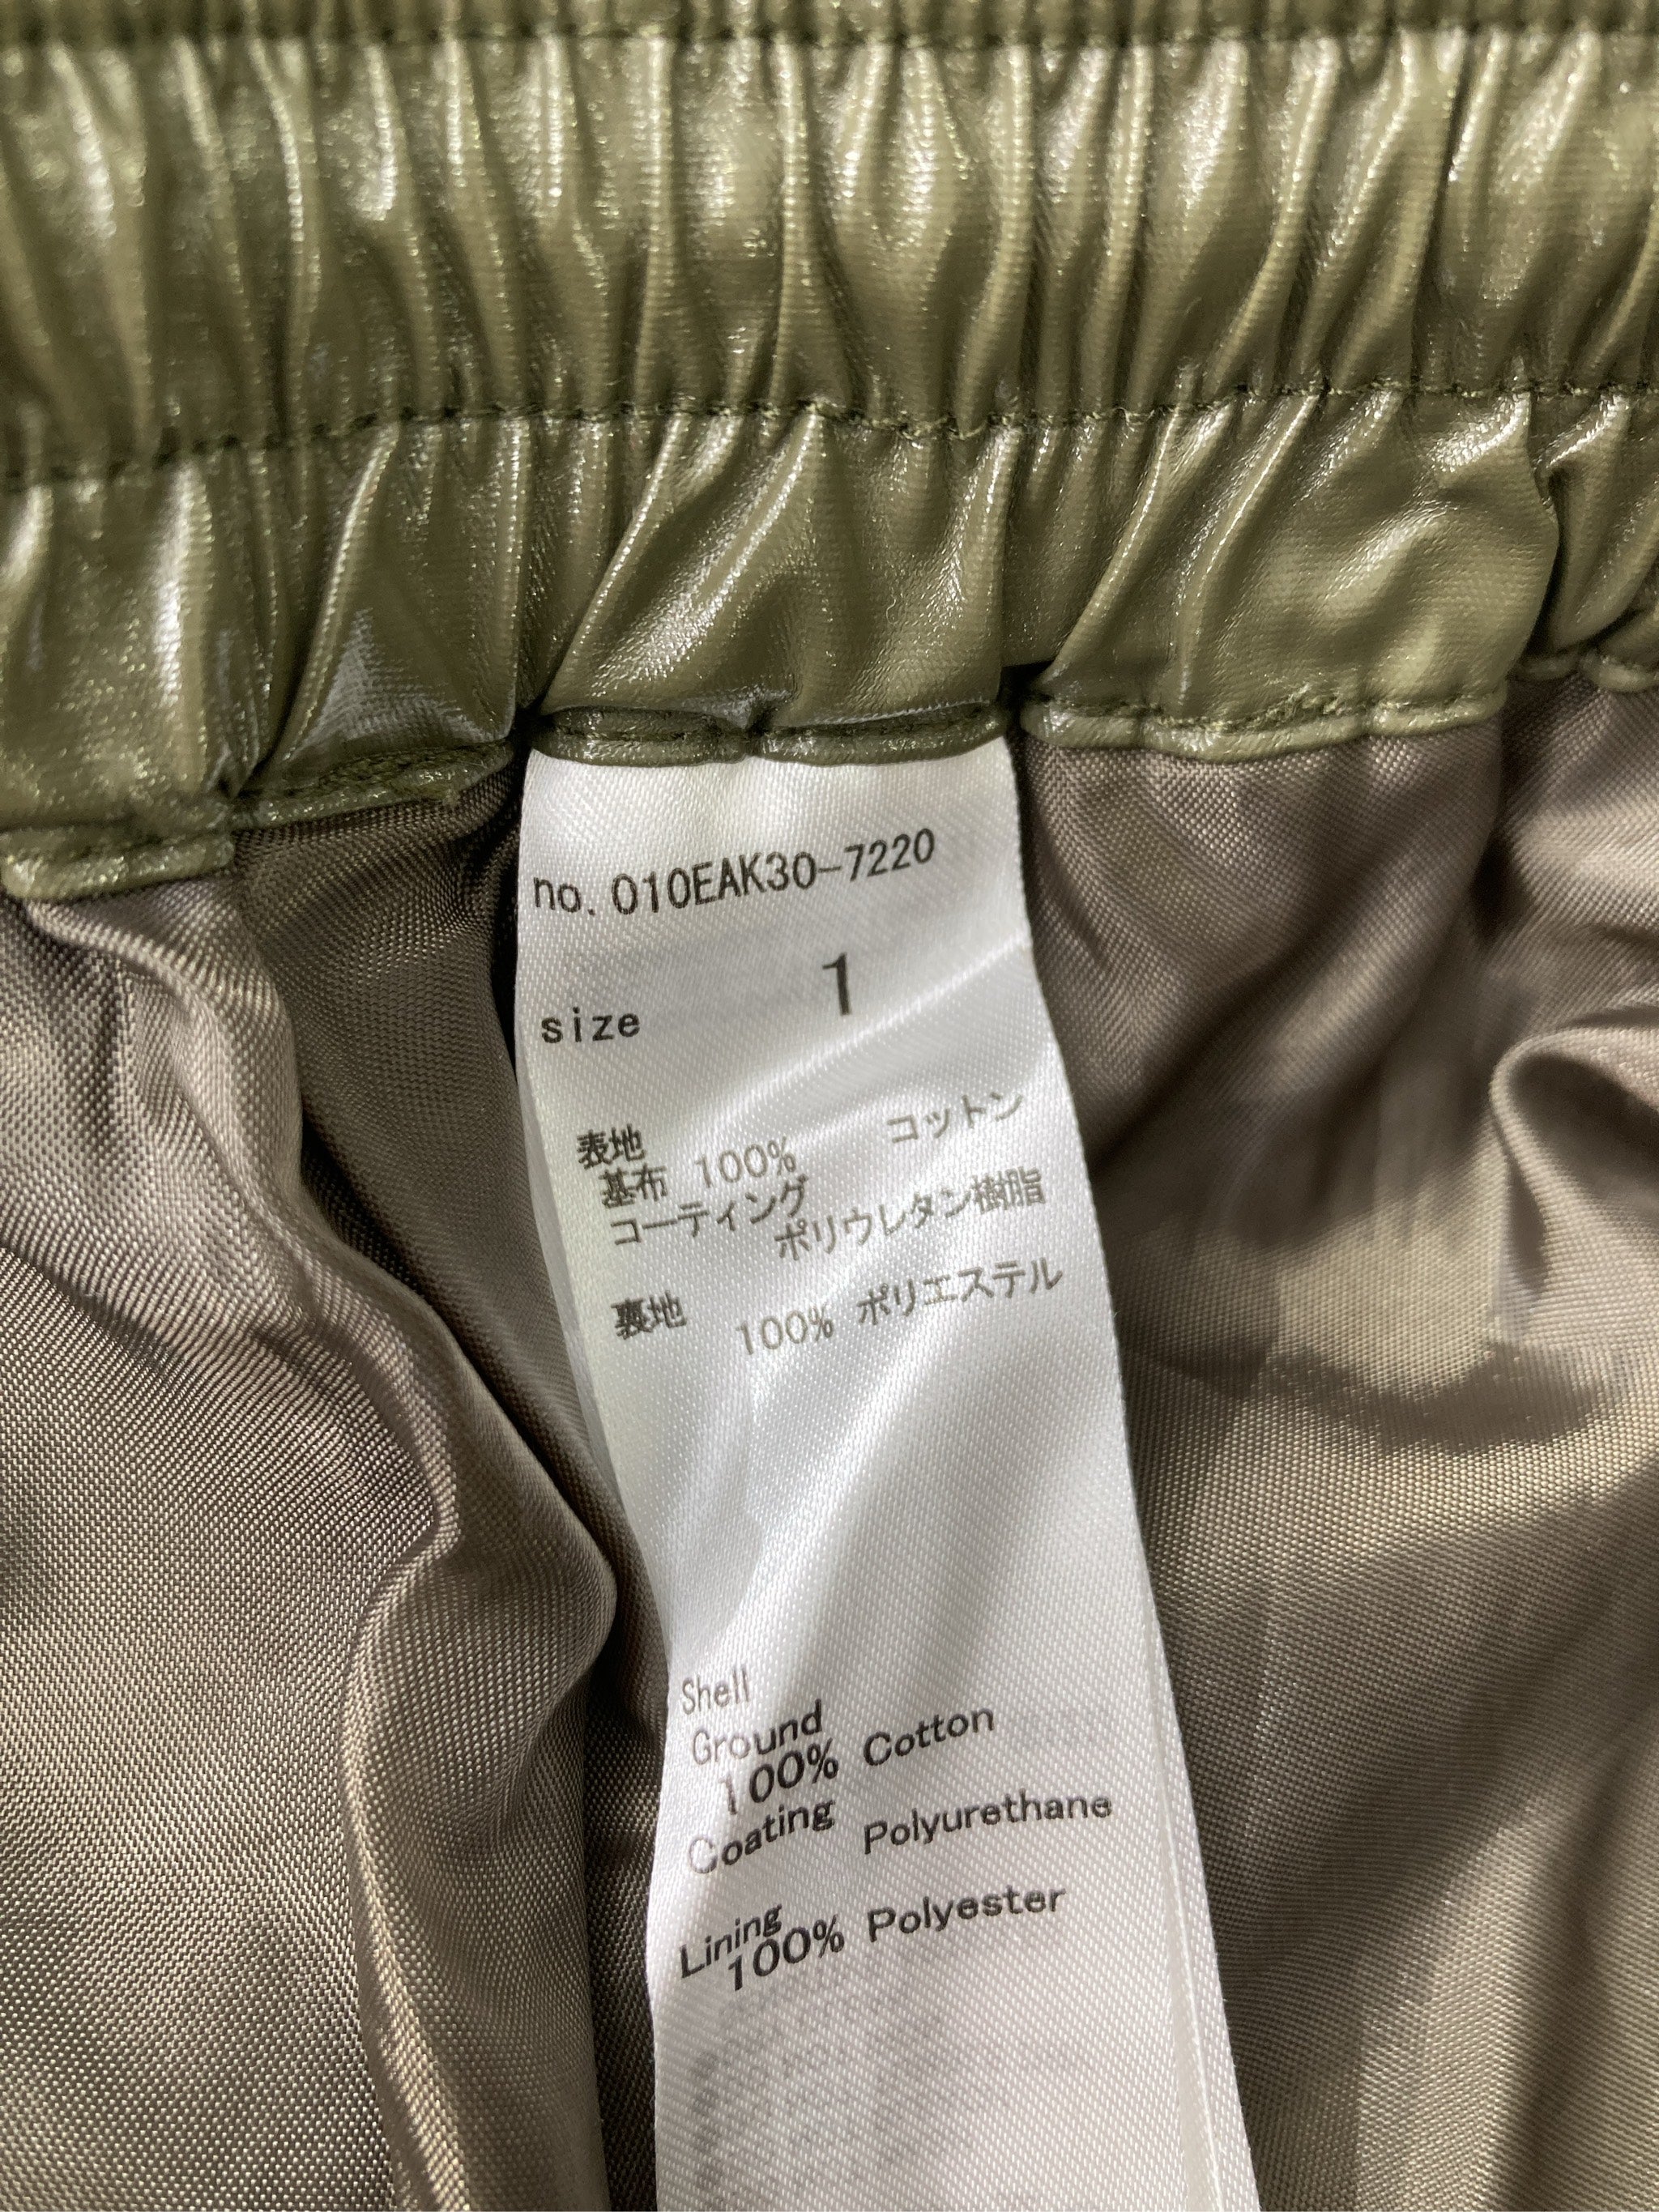 no. 010EAK30-7220
size 1
表地
基布 100% コットン
コーティング
ポリウレタン樹脂
裏地
100% ポリエステル
Shell
Ground
100% Cotton
Coating
Polyurethane
Lining
100% Polyester